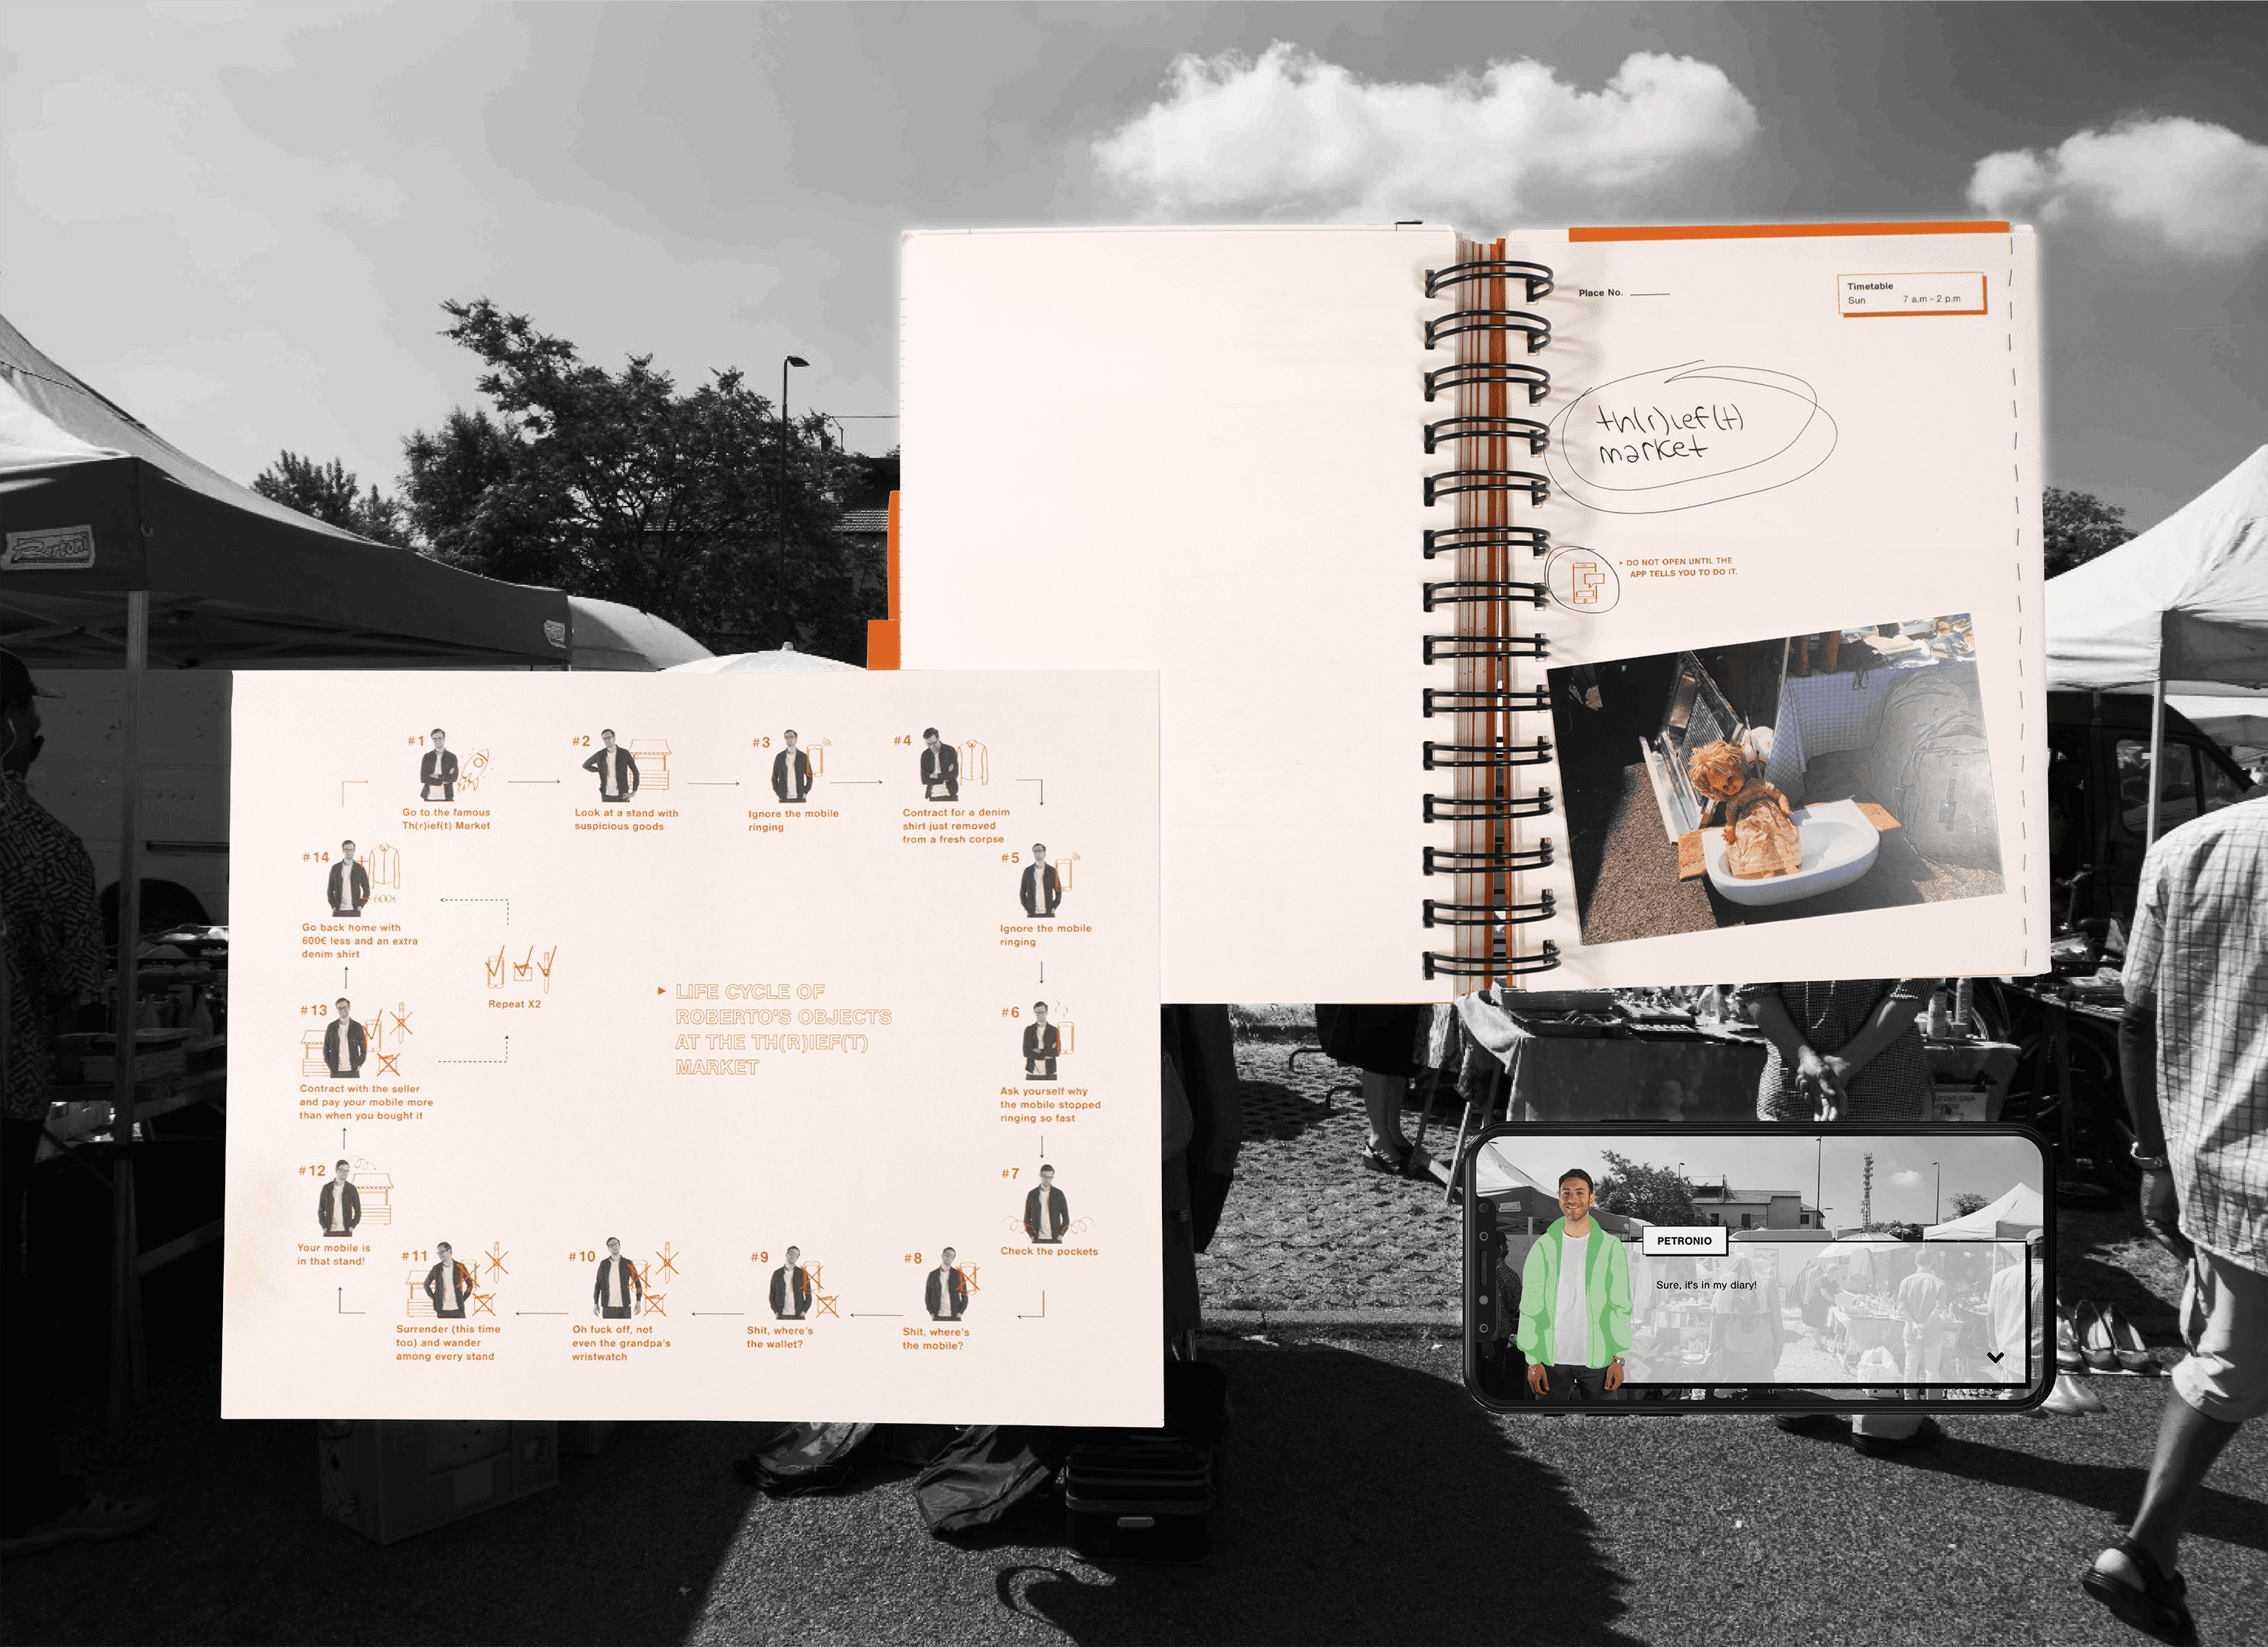 Bertoni
Place No.
Timetable
Sun 7 a.m - 2 p.m
th(r)ief(t)
market
DO NOT OPEN UNTIL THE
APP TELLS YOU TO DO IT.
#1
Go to the famous
Th(r)ief(t) Market
#2
Look at a stand with
suspicious goods
#3
Ignore the mobile
ringing
#4
Contract for a denim
shirt just removed
from a fresh corpse
#5
Ignore the mobile
ringing
#6
Ask yourself why
the mobile stopped
ringing so fast
#7
Check the pockets
#8
Shit, where's
the mobile?
#9
Shit, where's
the wallet?
#10
Oh fuck off, not
even the grandpa's
wristwatch
#11
Surrender (this time
too) and wander
among every stand
#12
Your mobile is
in that stand!
#13
Contract with the seller
and pay your mobile more
than when you bought it
Repeat X2
#14
- 600€
Go back home with
600€ less and an extra
denim shirt
LIFE CYCLE OF
ROBERTO'S OBJECTS
AT THE TH(R)IEF(T)
MARKET
PETRONIO
Sure, it's in my diary!